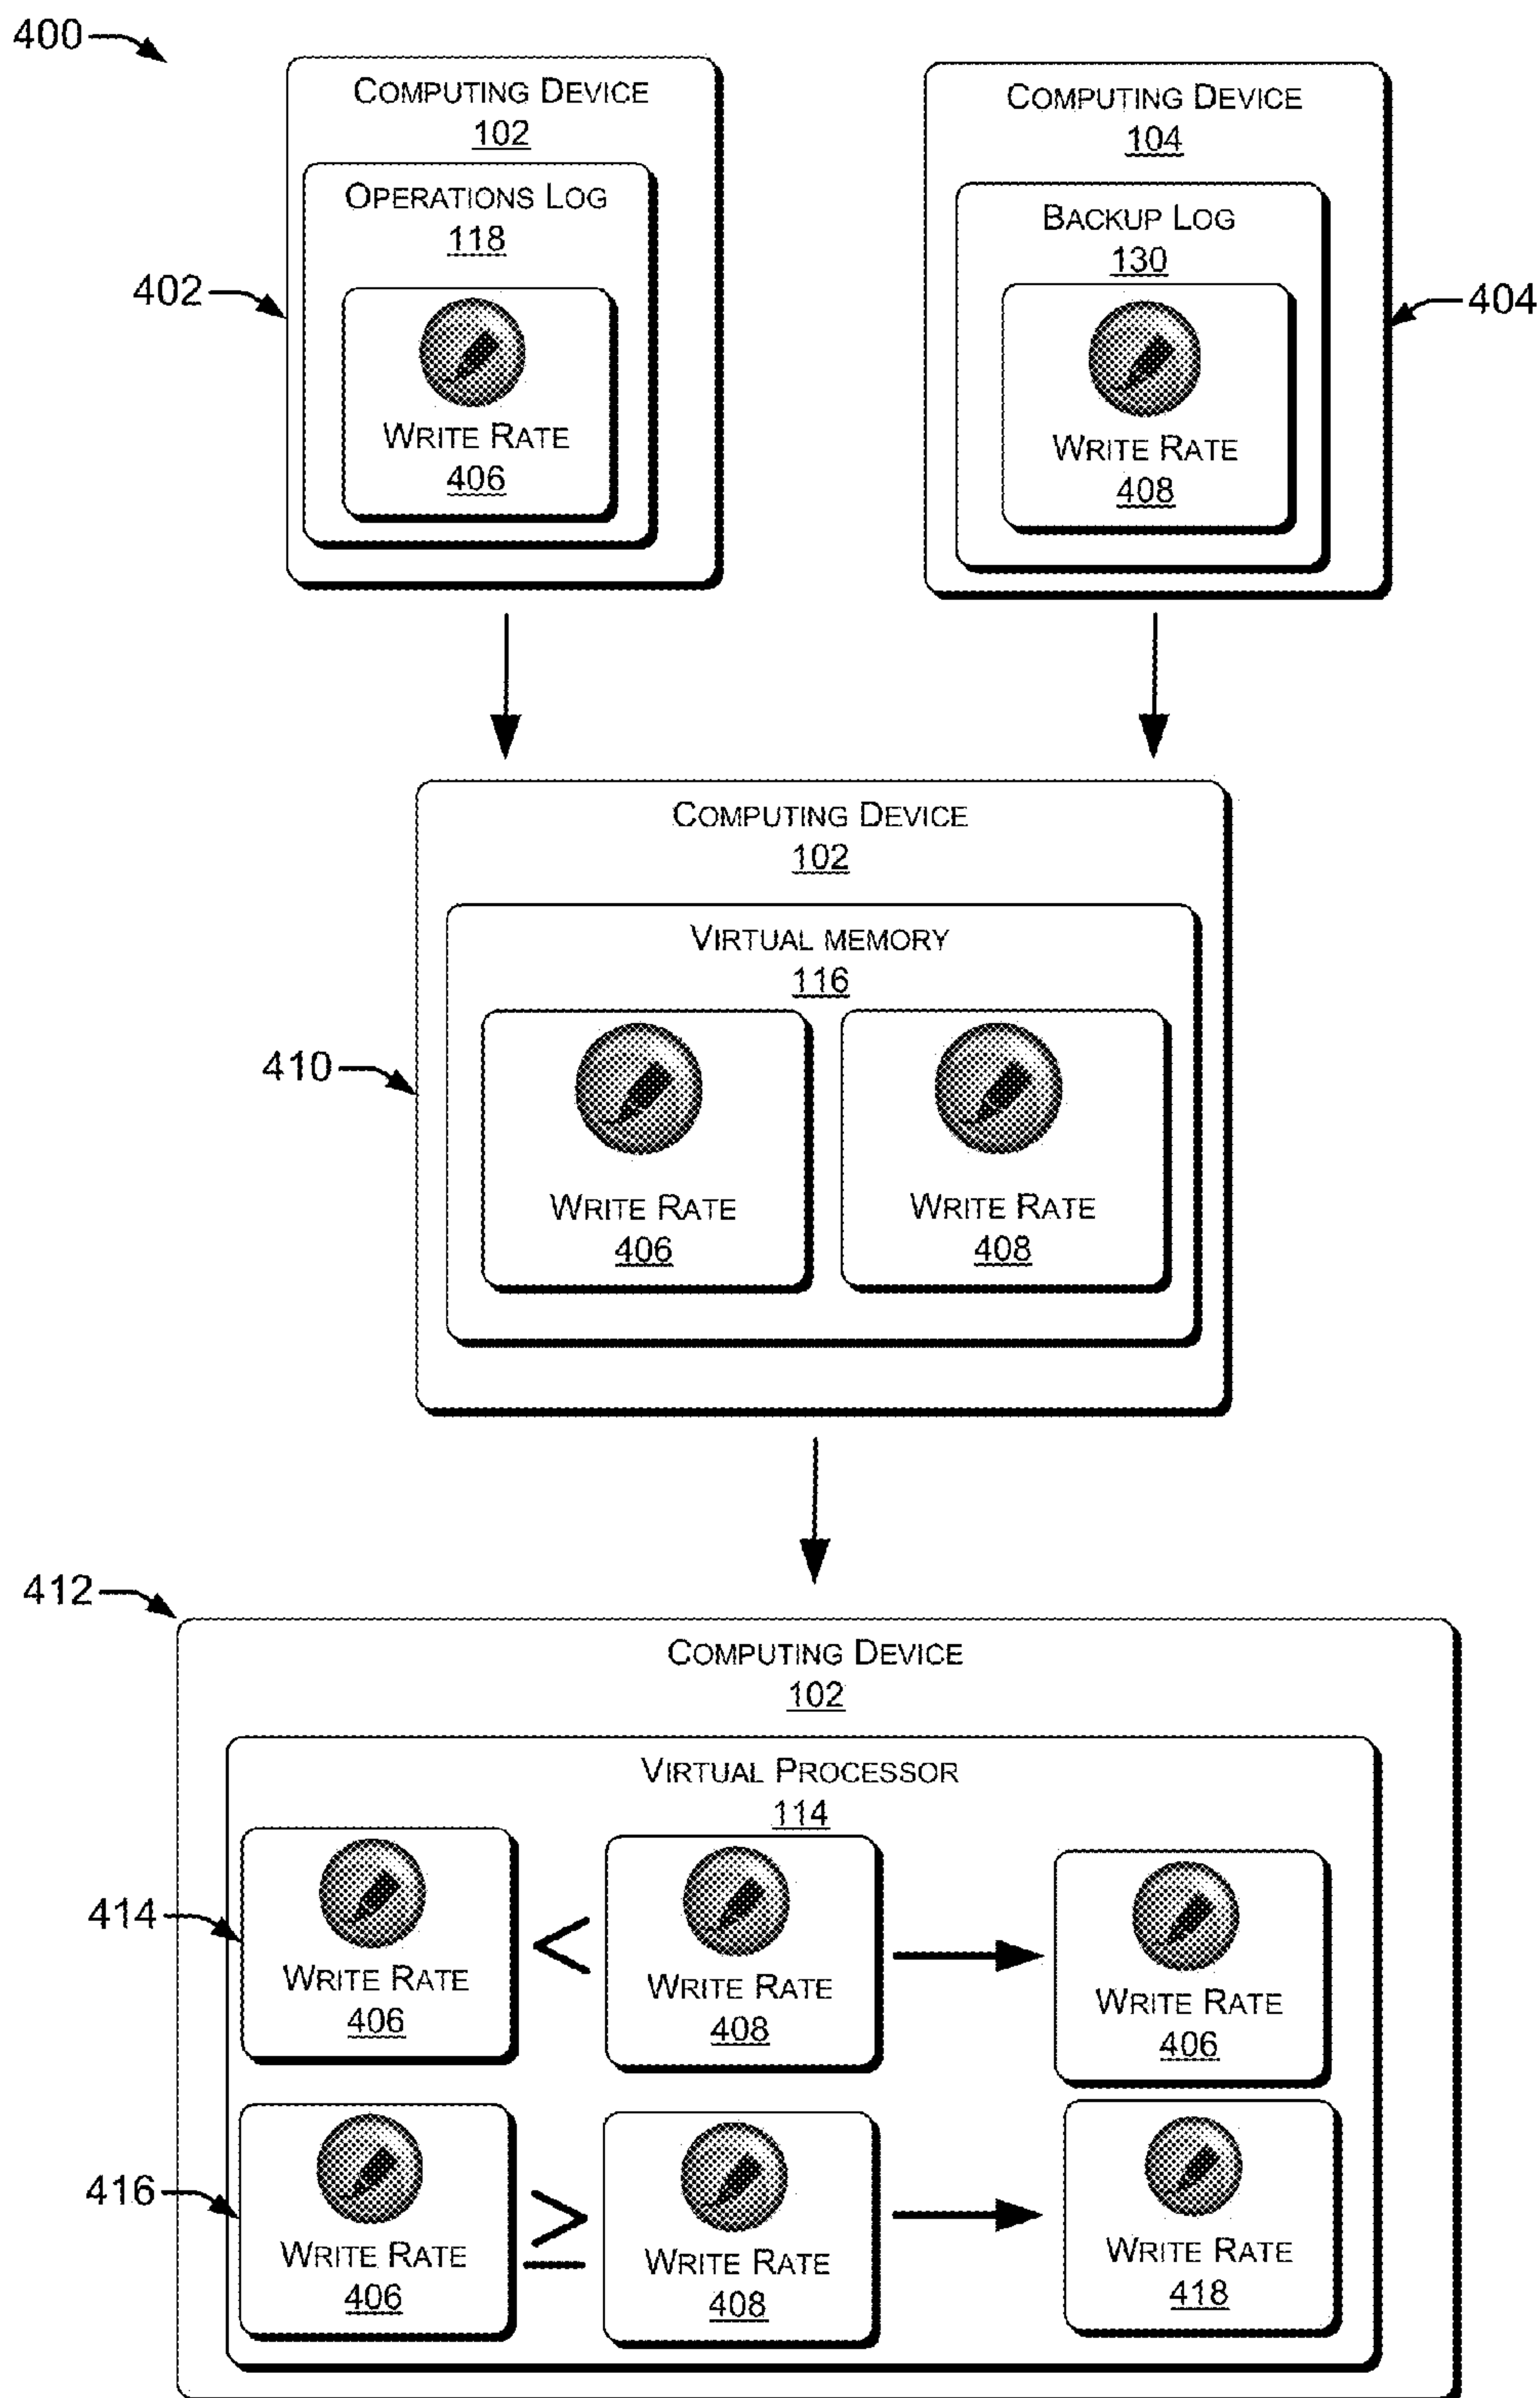 400
COMPUTING DEVICE
102
OPERATIONS LOG
118
402
WRITE RATE
406
COMPUTING DEVICE
104
BACKUP LOG
130
404
WRITE RATE
408
COMPUTING DEVICE
102
VIRTUAL MEMORY
116
410
WRITE RATE
406
WRITE RATE
408
412
COMPUTING DEVICE
102
VIRTUAL PROCESSOR
114
414
WRITE RATE
406
<
WRITE RATE
408
WRITE RATE
406
416
WRITE RATE
406
≥
WRITE RATE
408
WRITE RATE
418